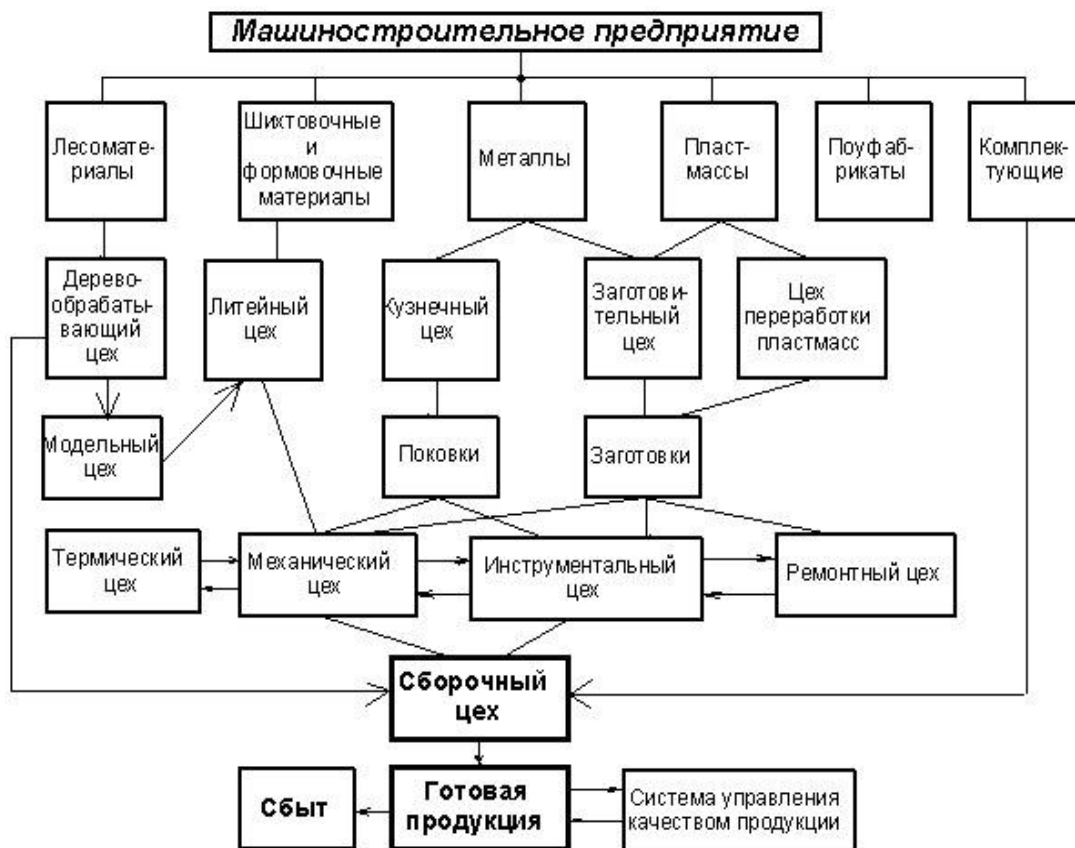 Машиностроительное предприятие
Лесомате-
риалы
Шихтовочные
и
формовочные
материалы
Металлы
Пласт-
массы
Поуфаб-
рикаты
Комплек-
тующие
Дерево-
обрабаты-
вающий
цех
Литейный
цех
Кузнечный
цех
Заготови-
тельный
цех
Цех
переработки
пластмасс
Модельный
цех
Поковки
Заготовки
Термический
цех
Механический
цех
Инструментальный
цех
Ремонтный цех
Сборочный
цех
Сбыт
Готовая
продукция
Система управления
качеством продукции